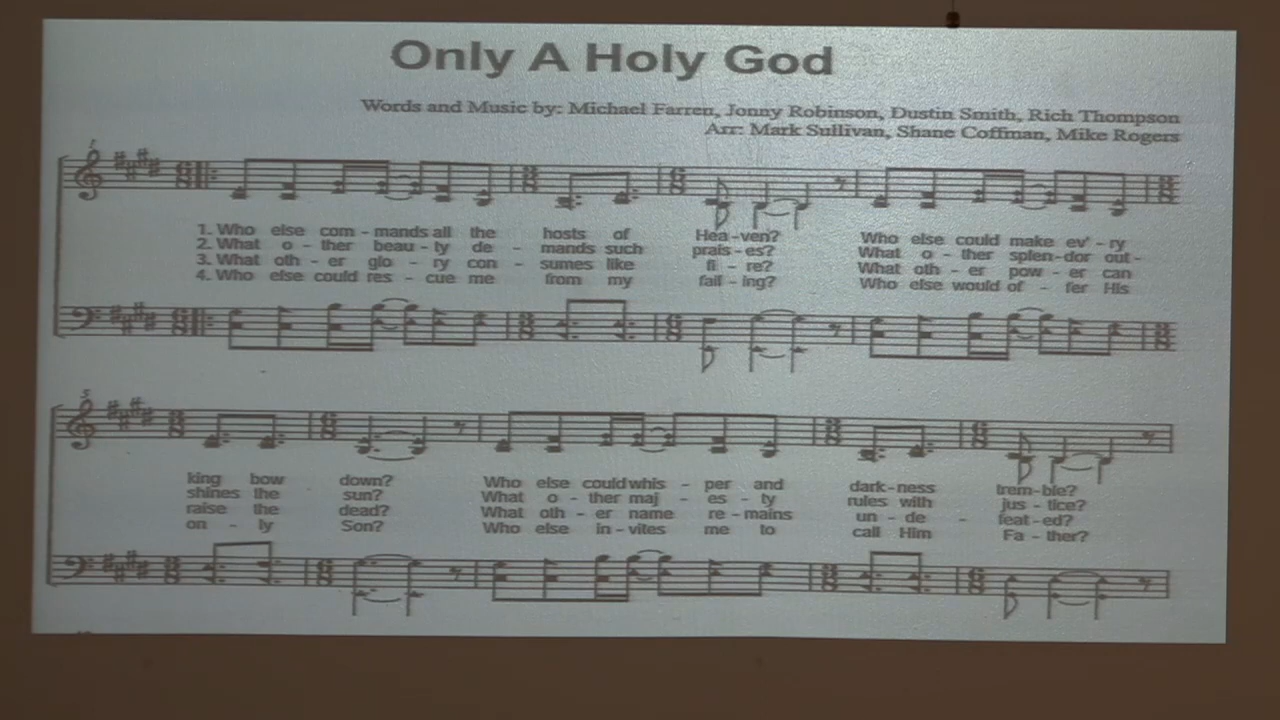 Only A Holy God
Words and Music by: Michael Farren, Jonny Robinson, Dustin Smith, Rich Thompson
Arr: Mark Sullivan, Shane Coffman, Mike Rogers
1. Who else com - mands all the hosts of Hea - ven? Who else could make ev' - ry
2. What o - ther beau - ty de - mands such prais - es? What o - ther splen - dor out -
3. What oth - er glo - ry con - sumes like fi - re? What oth - er pow - er can
4. Who else could res - cue me from my fail - ing? Who else would of - fer His
5
king bow down? Who else could whis - per and dark - ness trem - ble?
shines the sun? What o - ther maj - es - ty rules with jus - tice?
raise the dead? What oth - er name re - mains un - de - feat - ed?
on - ly Son? Who else in - vites me to call Him Fa - ther?